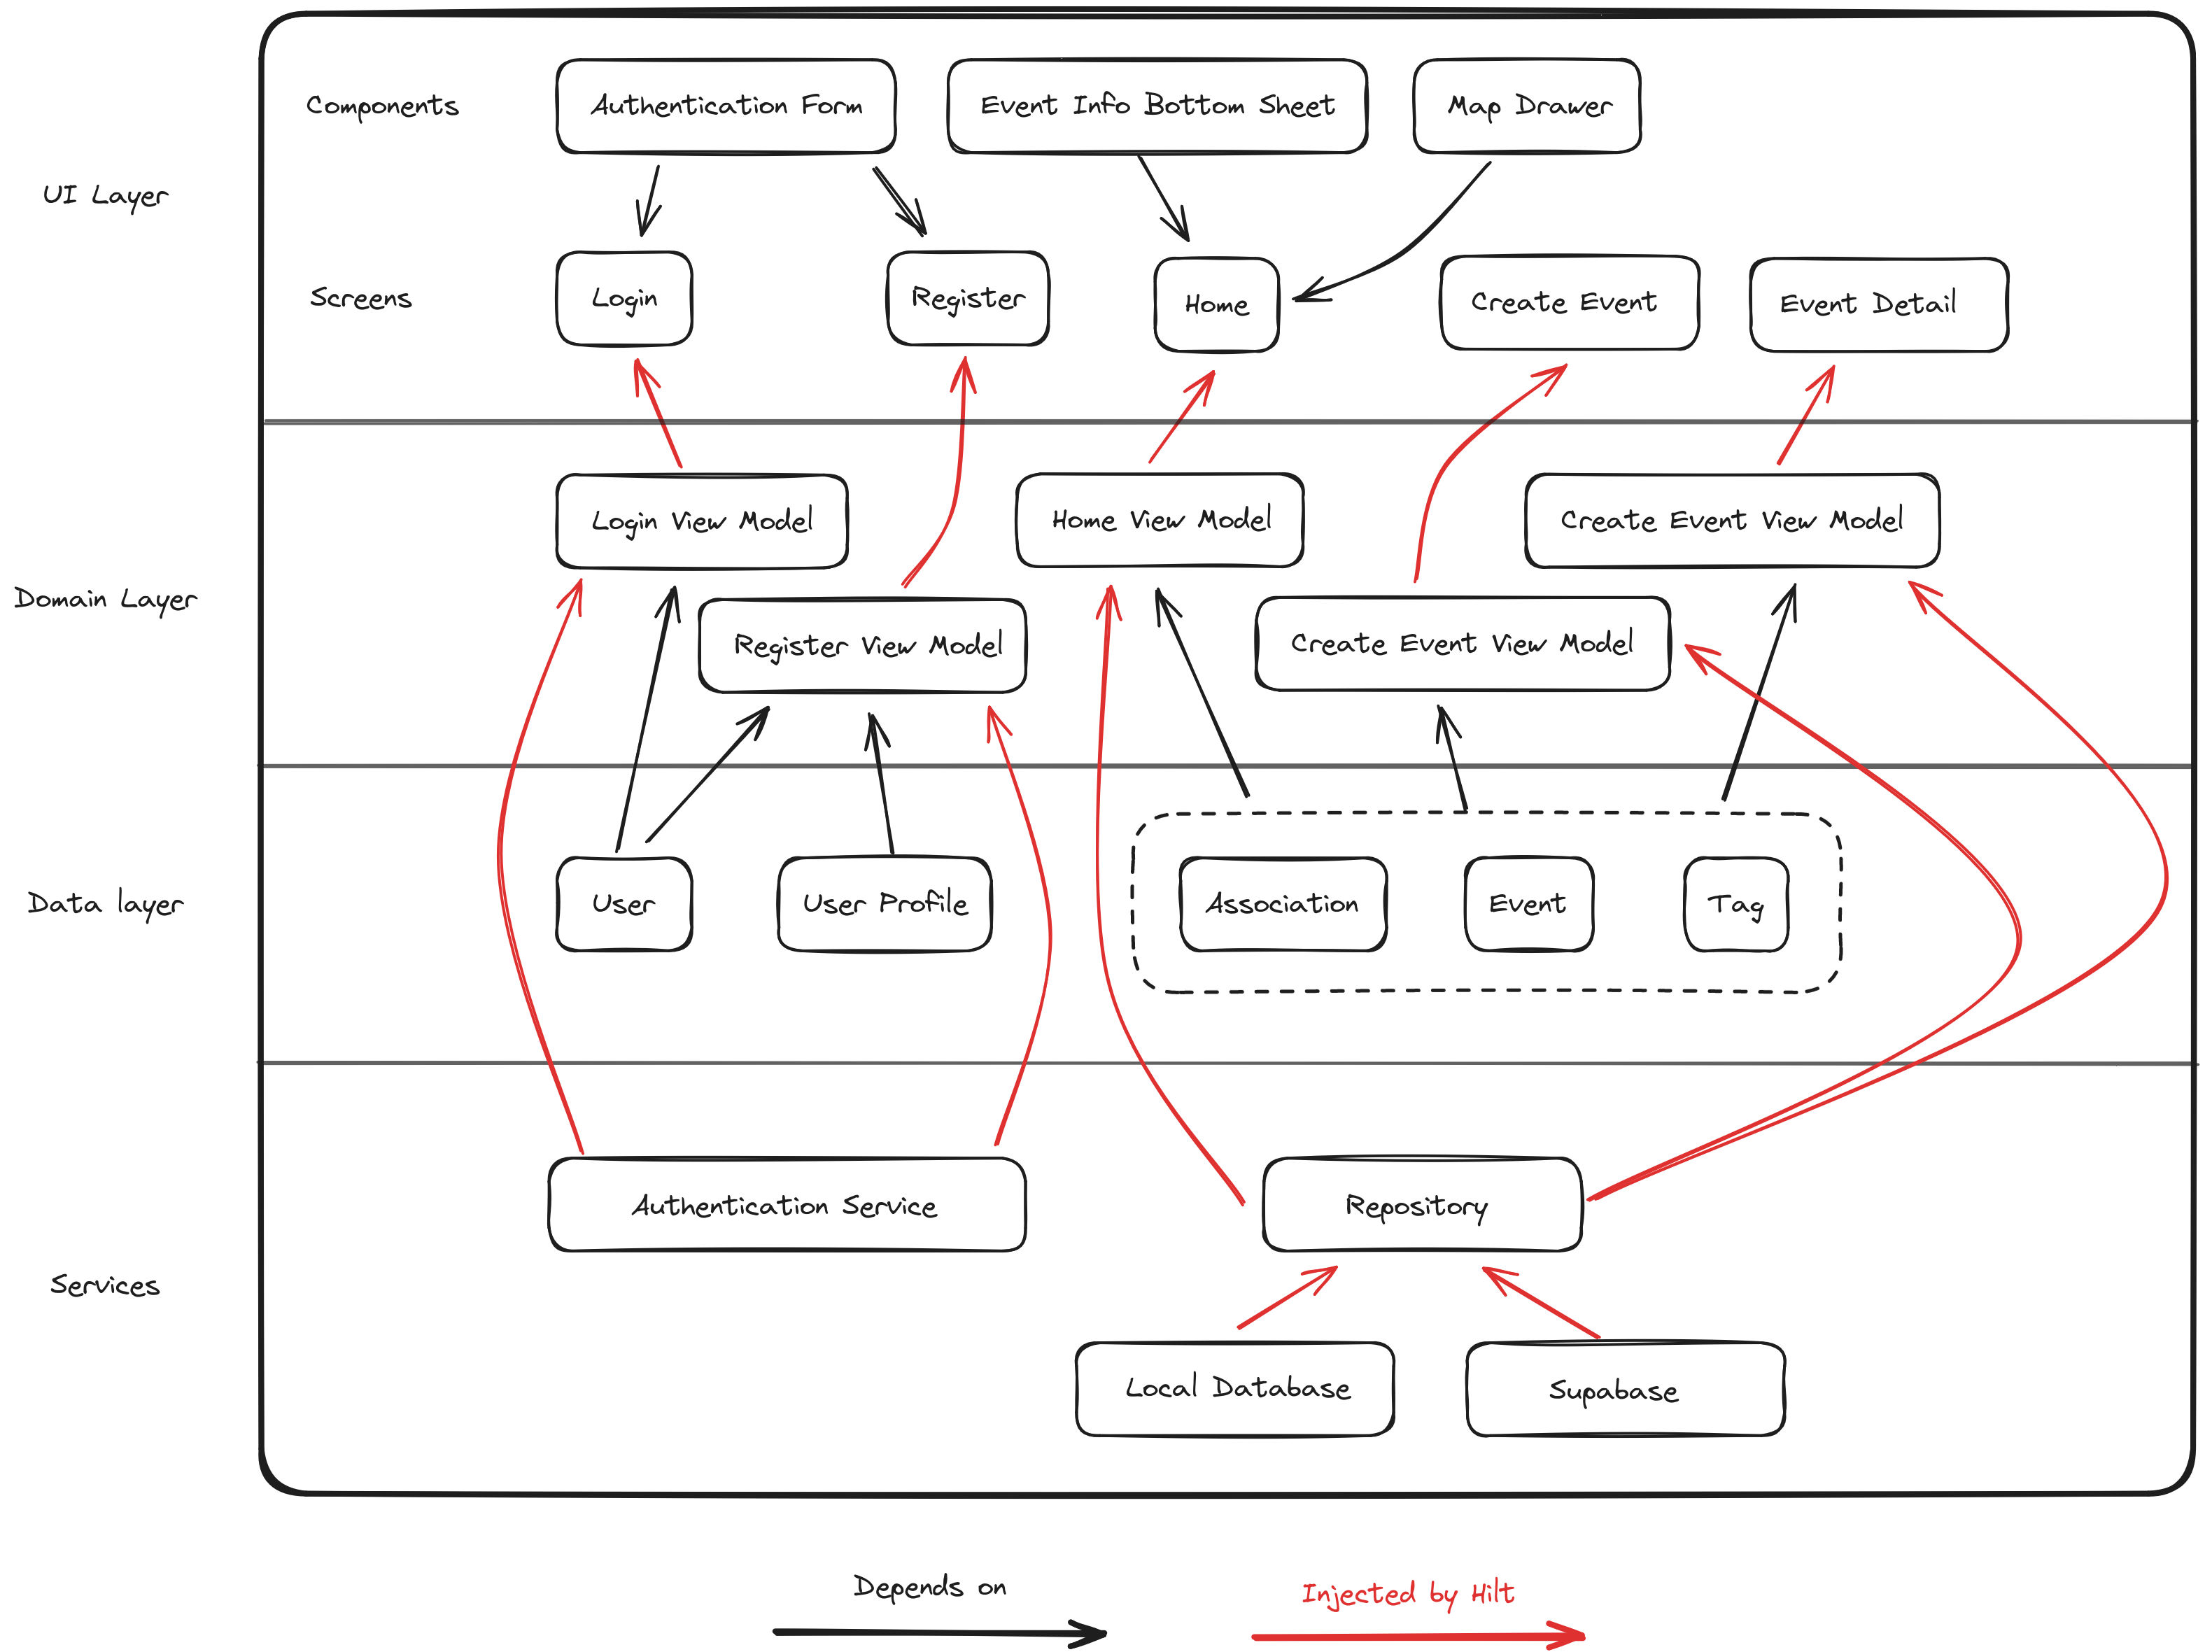 Components
Authentication Form
Event Info Bottom Sheet
Map Drawer
UI Layer
Screens
Login
Register
Home
Create Event
Event Detail
Login View Model
Home View Model
Create Event View Model
Domain Layer
Register View Model
Create Event View Model
Data layer
User
User Profile
Association
Event
Tag
Authentication Service
Repository
Services
Local Database
Supabase
Depends on
Injected by Hilt